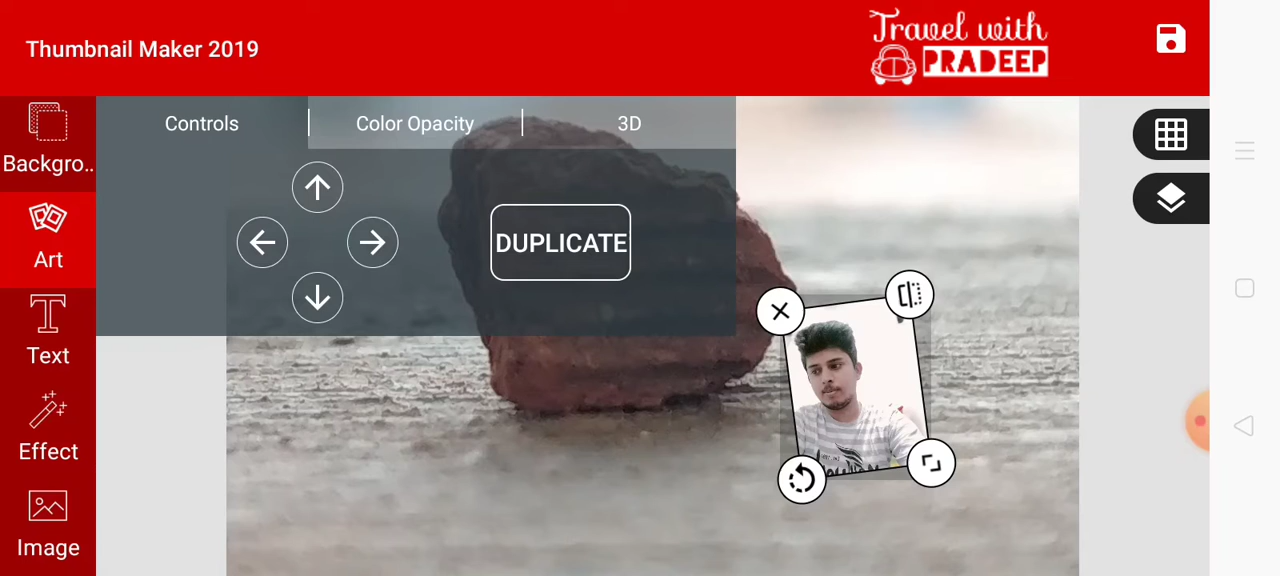 Thumbnail Maker 2019
Travel with
PRADEEP
Backgro..
Art
Text
Effect
Image
Controls
Color Opacity
3D
DUPLICATE